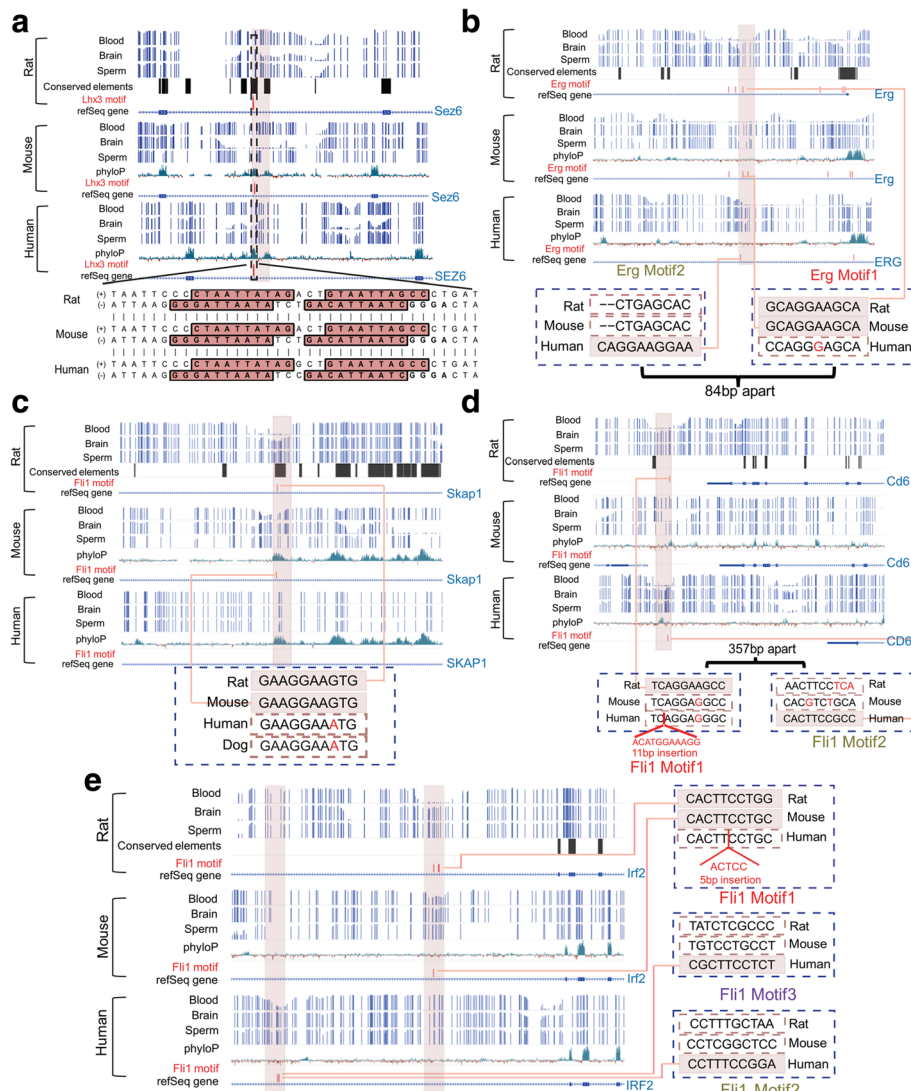 a
Rat
Blood
Brain
Sperm
Conserved elements
Lhx3 motif
refSeq gene
Sez6
Mouse
Blood
Brain
Sperm
phyloP
Lhx3 motif
refSeq gene
Sez6
Human
Blood
Brain
Sperm
phyloP
Lhx3 motif
refSeq gene
SEZ6
Rat
(+) TAATTCCCCTAATTATAGACTGTAATTAGCCCTGAT
(-) ATTAAGGGGATTAATATCTGACATTAATCGGGACTA
Mouse
Human
(+) TAATTCCCCTAATTATAGACTGTAATTAGCCCTGAT
(-) ATTAAGGGGATTAATATCCGACATTAATCGGGACTA
b
Rat
Blood
Brain
Sperm
Conserved elements
Erg motif
refSeq gene
Erg
Mouse
Blood
Brain
Sperm
phyloP
Erg motif
refSeq gene
Erg
Human
Blood
Brain
Sperm
phyloP
Erg motif
refSeq gene
ERG
Erg Motif2
Erg Motif1
Rat --CTGAGCAC
Mouse --CTGAGCAC
Human CAGGAAGGAA
GCAGGAAGCA Rat
GCAGGAAGCA Mouse
CCAGGGAGCA Human
84bp apart
c
Rat
Blood
Brain
Sperm
Conserved elements
Fli1 motif
refSeq gene
Skap1
Mouse
Blood
Brain
Sperm
phyloP
Fli1 motif
refSeq gene
Skap1
Human
Blood
Brain
Sperm
phyloP
Fli1 motif
refSeq gene
SKAP1
Rat GAAGGAAGTG
Mouse GAAGGAAGTG
Human GAAGGAAATG
Dog GAAGGAAATG
d
Rat
Blood
Brain
Sperm
Conserved elements
Fli1 motif
refSeq gene
Cd6
Mouse
Blood
Brain
Sperm
phyloP
Fli1 motif
refSeq gene
Cd6
Human
Blood
Brain
Sperm
phyloP
Fli1 motif
refSeq gene
CD6
357bp apart
Rat TCAGGAAGCC
Mouse TCAGGAGGCC
Human TCAGGAGGGC
ACATGGAAAGG
11bp insertion
Fli1 Motif1
AACTTCCTCA Rat
CACGTCTGCA Mouse
CACTTCCGCC Human
Fli1 Motif2
e
Rat
Blood
Brain
Sperm
Conserved elements
Fli1 motif
refSeq gene
Irf2
Mouse
Blood
Brain
Sperm
phyloP
Fli1 motif
refSeq gene
Irf2
Human
Blood
Brain
Sperm
phyloP
Fli1 motif
refSeq gene
IRF2
CACTTCCTGG Rat
CACTTCCTGC Mouse
CACTTCCTGC Human
ACTCC
5bp insertion
Fli1 Motif1
TATCTCGCCC Rat
TGTCCTGCCT Mouse
CGCTTCCTCT Human
Fli1 Motif3
CCTTTGCTAA Rat
CCTCGGCTCC Mouse
CCTTTCCGGA Human
Fli1 Motif2